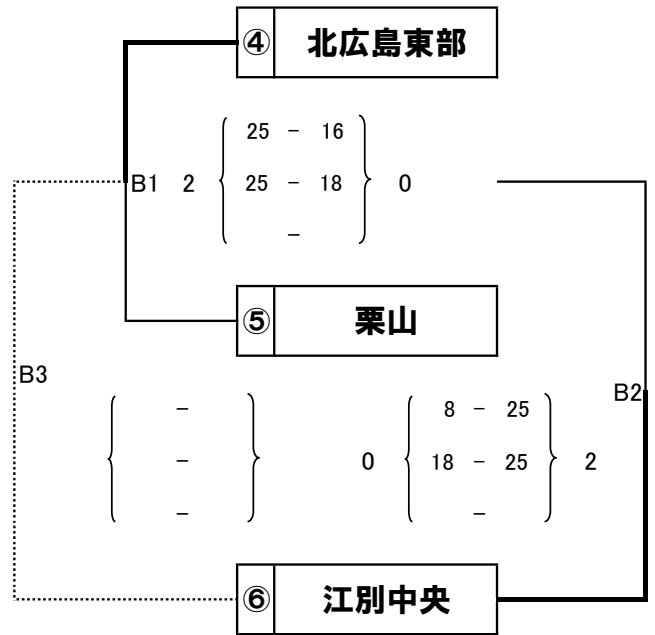 ④ 北広島東部
25 － 16
B1 2 25 － 18 0
－
⑤ 栗山
B3
B2
－ 8 － 25
－ 0 18 － 25 2
－ －
⑥ 江別中央